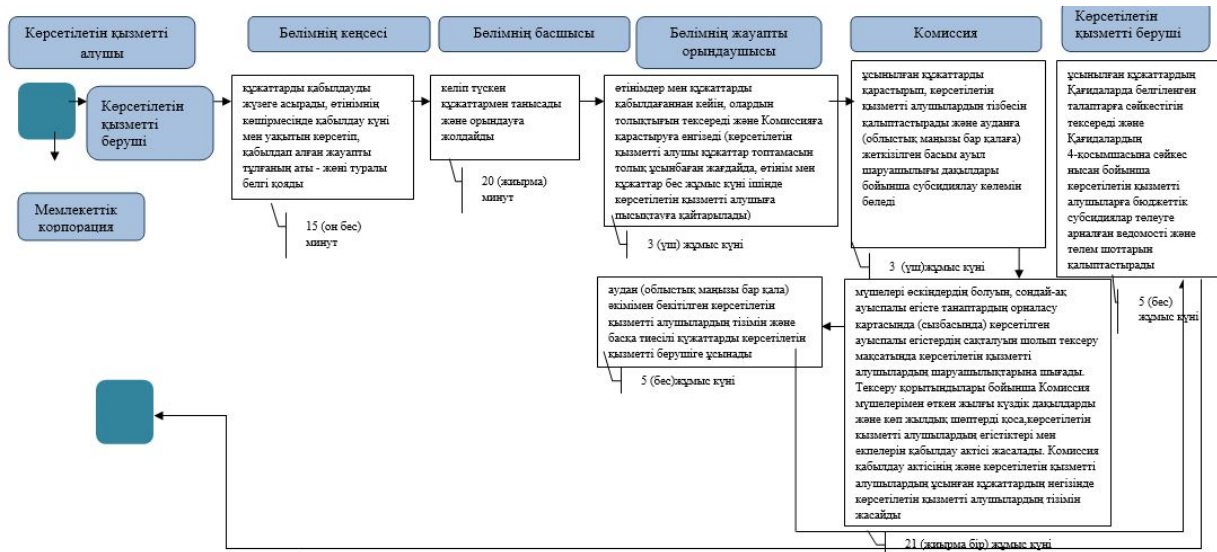 Көрсетілетін қызметті
алушы
Бөлімнің кеңсесі
Бөлімнің басшысы
Бөлімнің жауапты
орындаушысы
Комиссия
Көрсетілетін
қызметті беруші
Көрсетілетін
қызметті
беруші
Мемлекеттік
корпорация
құжаттарды қабылдауды
жүзеге асырады, өтінімнің
көшірмесінде қабылдау күні
мен уақытын көрсетіп,
қабылдап алған жауапты
тұлғаның аты - жөні туралы
белгі қояды
15 (он бес)
минут
келіп түскен
құжаттармен танысады
және орындауға
жолдайды
20 (жиырма)
минут
өтінімдер мен құжаттарды
қабылдағаннан кейін, олардың
толықтығын тексереді және Комиссияға
қарастыруға енгізеді (көрсетілетін
қызметті алушы құжаттар топтамасын
толық ұсынбаған жағдайда, өтінім мен
құжаттар бес жұмыс күні ішінде
көрсетілетін қызметті алушыға
пысықтауға қайтарылады)
3 (үш) жұмыс күні
ұсынылған құжаттарды
қарастырып, көрсетілетін
қызметті алушылардың тізбесін
қалыптастырады және ауданға
(облыстық маңызы бар қалаға)
жеткізілген басым ауыл
шаруашылығы дақылдары
бойынша субсидиялау көлемін
бөледі
3 (үш)жұмыс күні
ұсынылған құжаттардың
Қағидаларда белгіленген
талаптарға сәйкестігін
тексереді және
Қағидалардың
4-қосымшасына сәйкес
нысан бойынша
көрсетілетін қызметті
алушыларға бюджеттік
субсидиялар төлеуге
арналған ведомості және
төлем шоттарын
қалыптастырады
5 (бес)
жұмыс күні
аудан (облыстық маңызы бар қала)
әкімімен бекітілген көрсетілетін
қызметті алушылардың тізімін және
басқа тиесілі құжаттарды көрсетілетін
қызметті берушіге ұсынады
5 (бес)жұмыс күні
мүшелері өскіндердің болуын, сондай-ақ
ауыспалы егісте танаптардың орналасу
картасында (сызбасында) көрсетілген
ауыспалы егістердің сақталуын шолып тексеру
мақсатында көрсетілетін қызметті
алушылардың шаруашылықтарына шығады.
Тексеру қорытындылары бойынша Комиссия
мүшелерімен өткен жылғы күздік дақылдарды
және көп жылдық шөптерді қоса,көрсетілетін
қызметті алушылардың егістіктері мен
екпелерін қабылдау актісі жасалады. Комиссия
қабылдау актісінің және көрсетілетін қызметті
алушылардың ұсынған құжаттардың негізінде
көрсетілетін қызметті алушылардың тізімін
жасайды
21 (жиырма бір) жұмыс күні